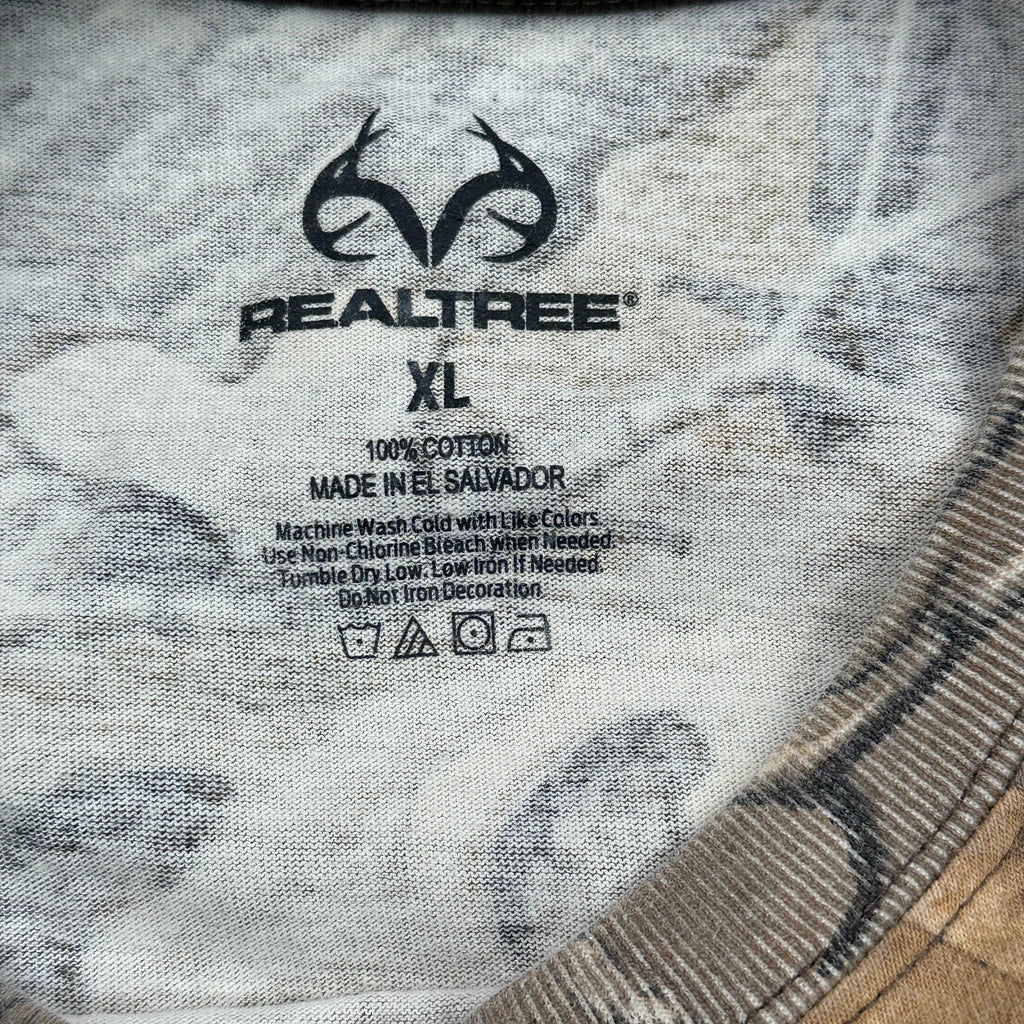 REALTREE®
XL
100% COTTON
MADE IN EL SALVADOR
Machine Wash Cold with Like Colors.
Use Non-Chlorine Bleach when Needed.
Tumble Dry Low. Low Iron If Needed.
Do Not Iron Decoration